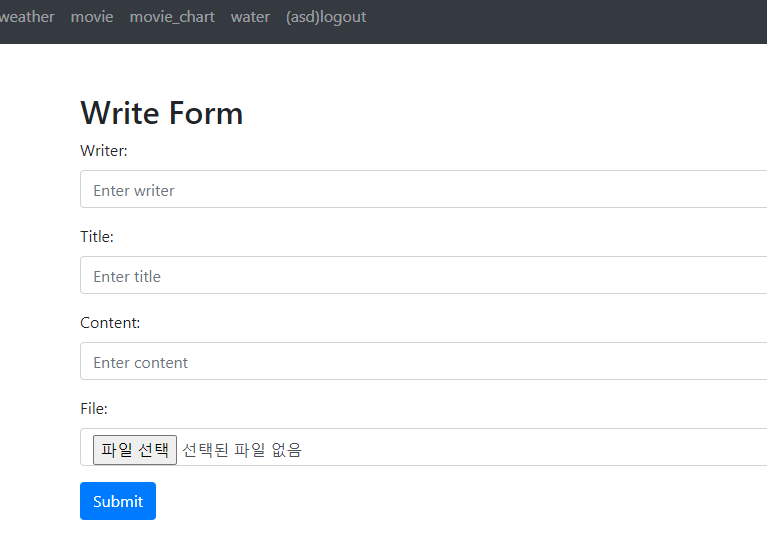 weather movie movie_chart water (asd)logout
Write Form
Writer:
Enter writer
Title:
Enter title
Content:
Enter content
File:
파일 선택 선택된 파일 없음
Submit